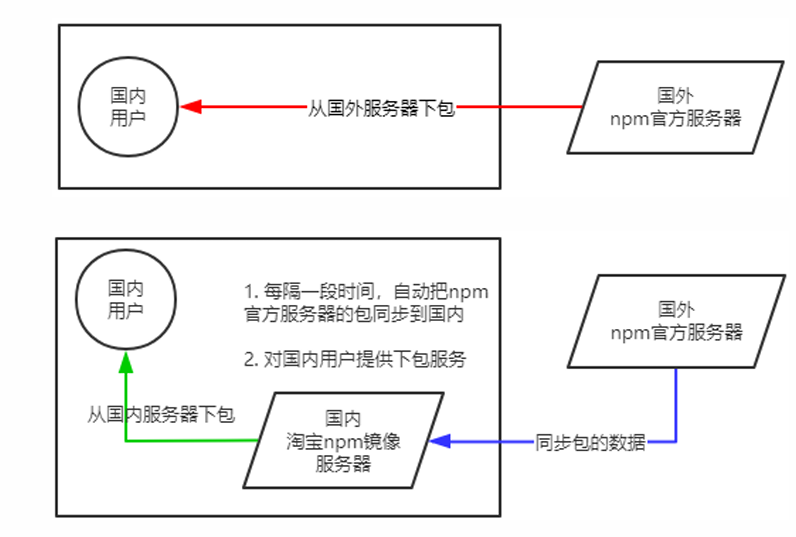 国内
用户
从国外服务器下包
国外
npm官方服务器
国内
用户
1. 每隔一段时间，自动把npm
官方服务器的包同步到国内
2. 对国内用户提供下包服务
国外
npm官方服务器
从国内服务器下包
国内
淘宝npm镜像
服务器
同步包的数据